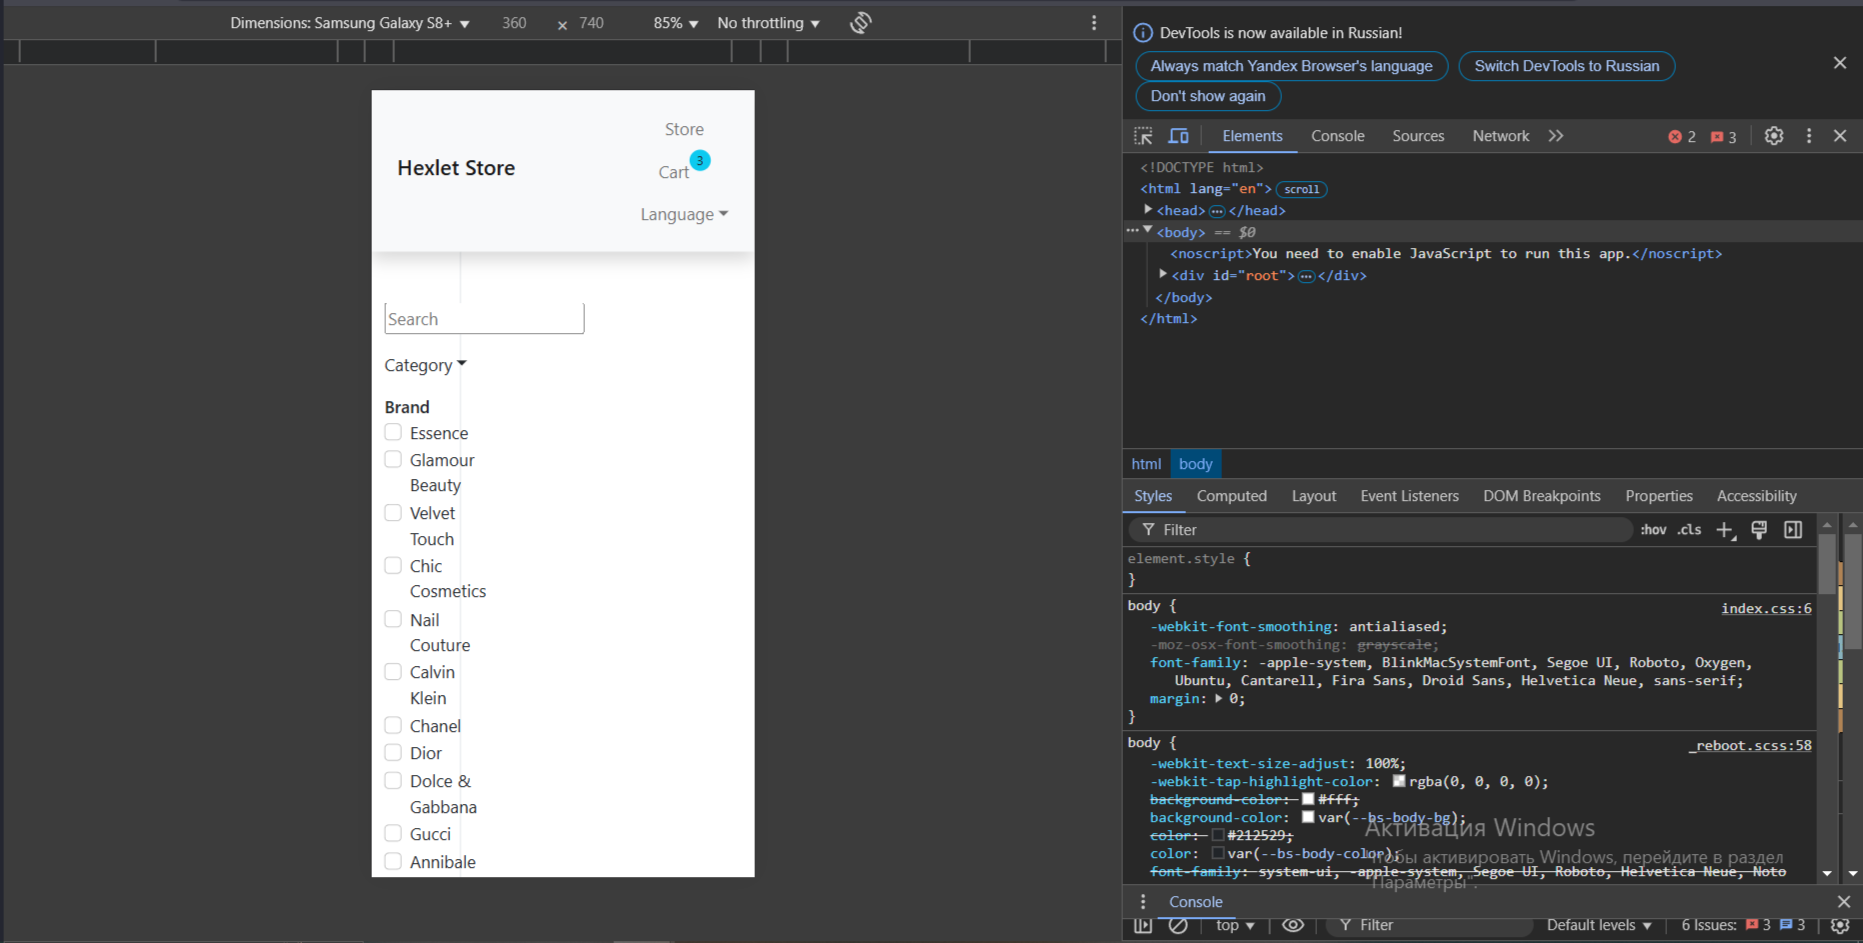 Dimensions: Samsung Galaxy S8+ ▼ 360 × 740 85% ▼ No throttling ▼
Hexlet Store
Store
Cart 3
Language
Search
Category
Brand
Essence
Glamour
Beauty
Velvet
Touch
Chic
Cosmetics
Nail
Couture
Calvin
Klein
Chanel
Dior
Dolce &
Gabbana
Gucci
Annibale
DevTools is now available in Russian!
Always match Yandex Browser's language Switch DevTools to Russian
Don't show again
Elements Console Sources Network 2 3
<!DOCTYPE html>
<html lang="en"> scroll
<head> ••• </head>
••• <body> == $0
<noscript>You need to enable JavaScript to run this app.</noscript>
<div id="root"> ••• </div>
</body>
</html>
html body
Styles Computed Layout Event Listeners DOM Breakpoints Properties Accessibility
Filter :hov .cls
element.style {
}
body { index.css:6
-webkit-font-smoothing: antialiased;
-moz-osx-font-smoothing: grayscale;
font-family: -apple-system, BlinkMacSystemFont, Segoe UI, Roboto, Oxygen,
Ubuntu, Cantarell, Fira Sans, Droid Sans, Helvetica Neue, sans-serif;
margin: 0;
}
body { _reboot.scss:58
-webkit-text-size-adjust: 100%;
-webkit-tap-highlight-color: rgba(0, 0, 0, 0);
background-color: #fff;
background-color: var(--bs-body-bg);
color: #212529;
color: var(--bs-body-color);
font-family: system-ui, -apple-system, Segoe UI, Roboto, Helvetica Neue, Noto
Активация Windows
Чтобы активировать Windows, перейдите в раздел
"Параметры".
Console
top ▼ Filter Default levels ▼ 6 Issues: 3 3